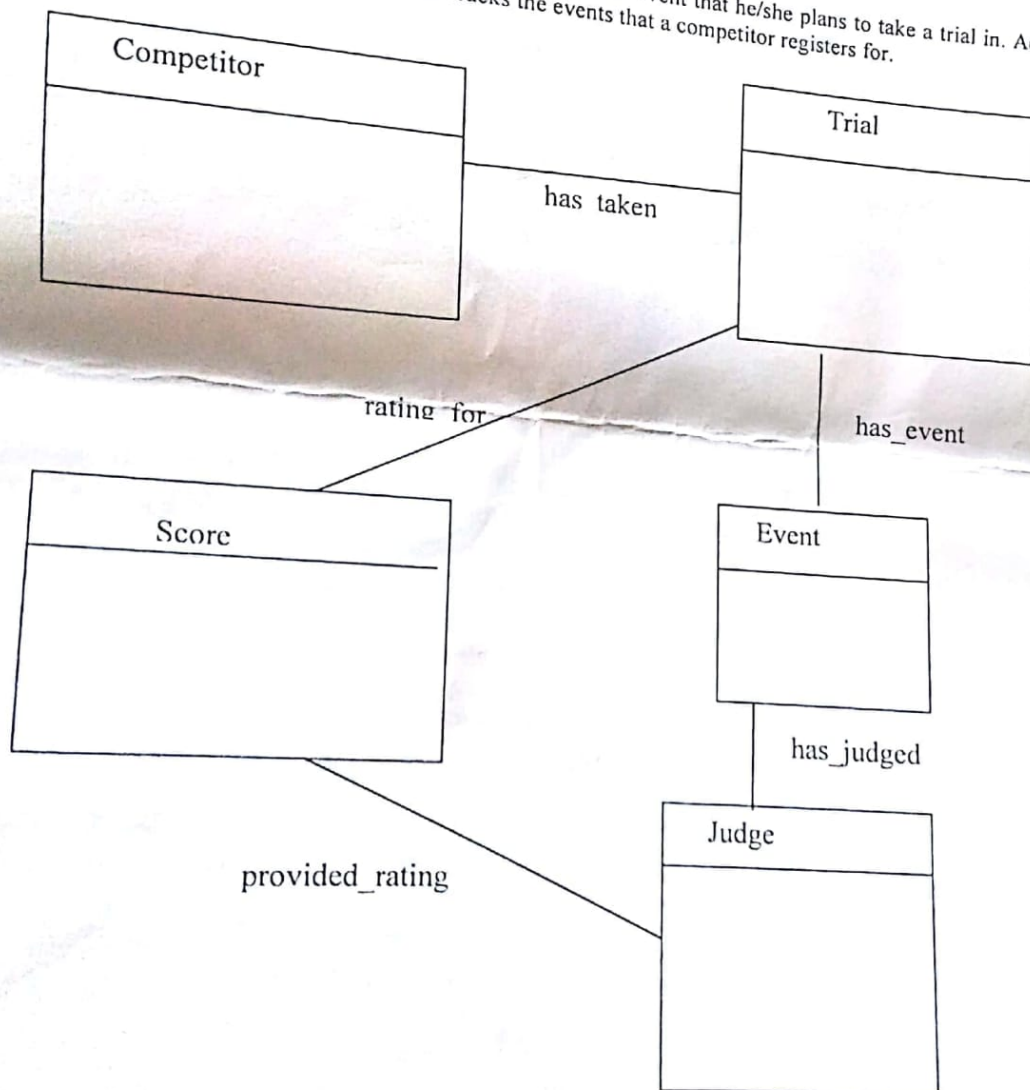 that he/she plans to take a trial in.
the events that a competitor registers for.
Competitor
Trial
has taken
rating for
has_event
Score
Event
has_judged
Judge
provided_rating